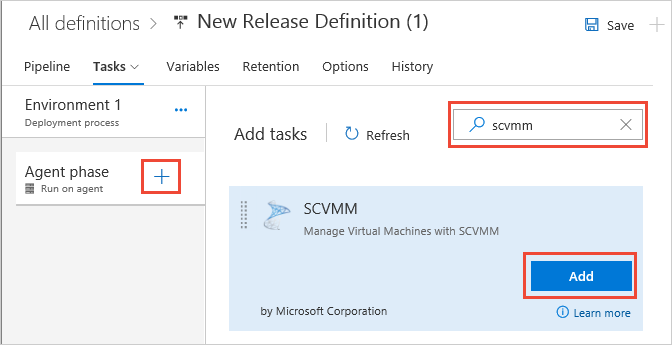 All definitions > New Release Definition (1) Save +
Pipeline Tasks Variables Retention Options History
Environment 1 ...
Deployment process
Add tasks Refresh scvmm
Agent phase +
Run on agent
SCVMM
Manage Virtual Machines with SCVMM
Add
by Microsoft Corporation Learn more